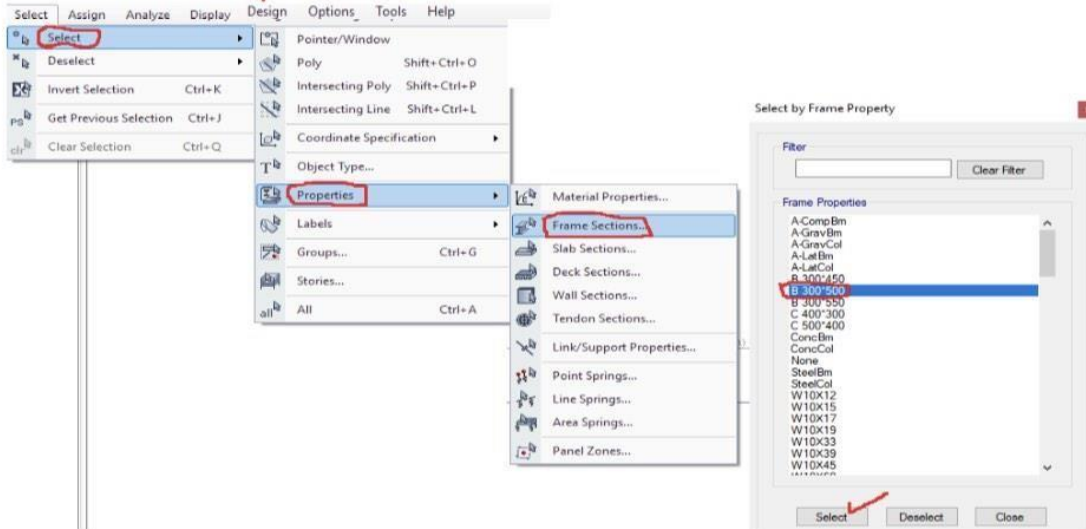 Select Assign Analyze Display Design Options Tools Help
Select
Deselect
Invert Selection Ctrl+K
Get Previous Selection Ctrl+J
Clear Selection Ctrl+Q
Pointer/Window
Poly Shift+Ctrl+O
Intersecting Poly Shift+Ctrl+P
Intersecting Line Shift+Ctrl+L
Coordinate Specification
Object Type...
Properties
Labels
Groups... Ctrl+G
Stories...
All Ctrl+A
Material Properties...
Frame Sections...
Slab Sections...
Deck Sections...
Wall Sections...
Tendon Sections...
Link/Support Properties...
Point Springs...
Line Springs...
Area Springs...
Panel Zones...
Select by Frame Property
Filter
Clear Filter
Frame Properties
A-CompBm
A-GravBm
A-GravCol
A-LatBm
A-LatCol
B 300*450
B 300*500
B 300*550
C 400*300
C 500*400
ConcBm
ConcCol
None
SteelBm
SteelCol
W10X12
W10X15
W10X17
W10X19
W10X33
W10X39
W10X45
Select Deselect Close